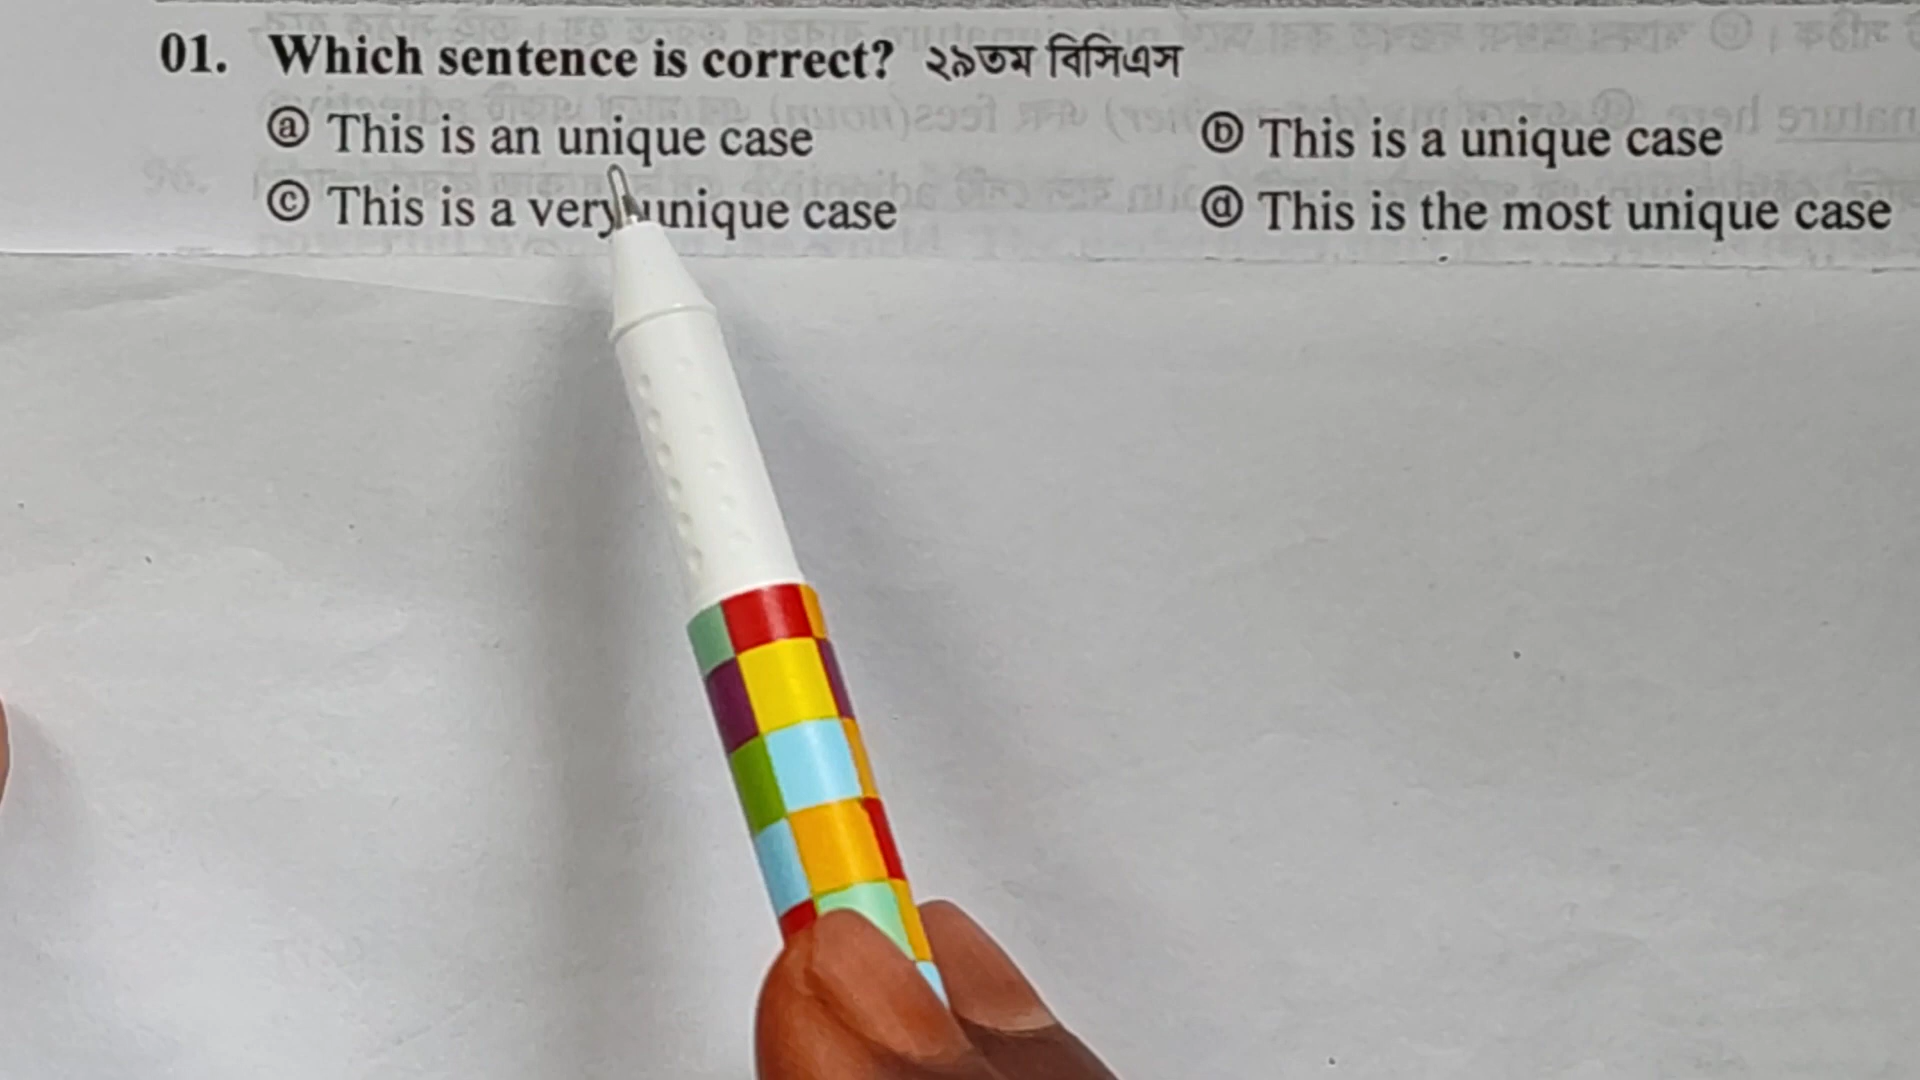 01. Which sentence is correct? ২৯তম বিসিএস
ⓐ This is an unique case ⓑ This is a unique case
ⓒ This is a very unique case ⓓ This is the most unique case